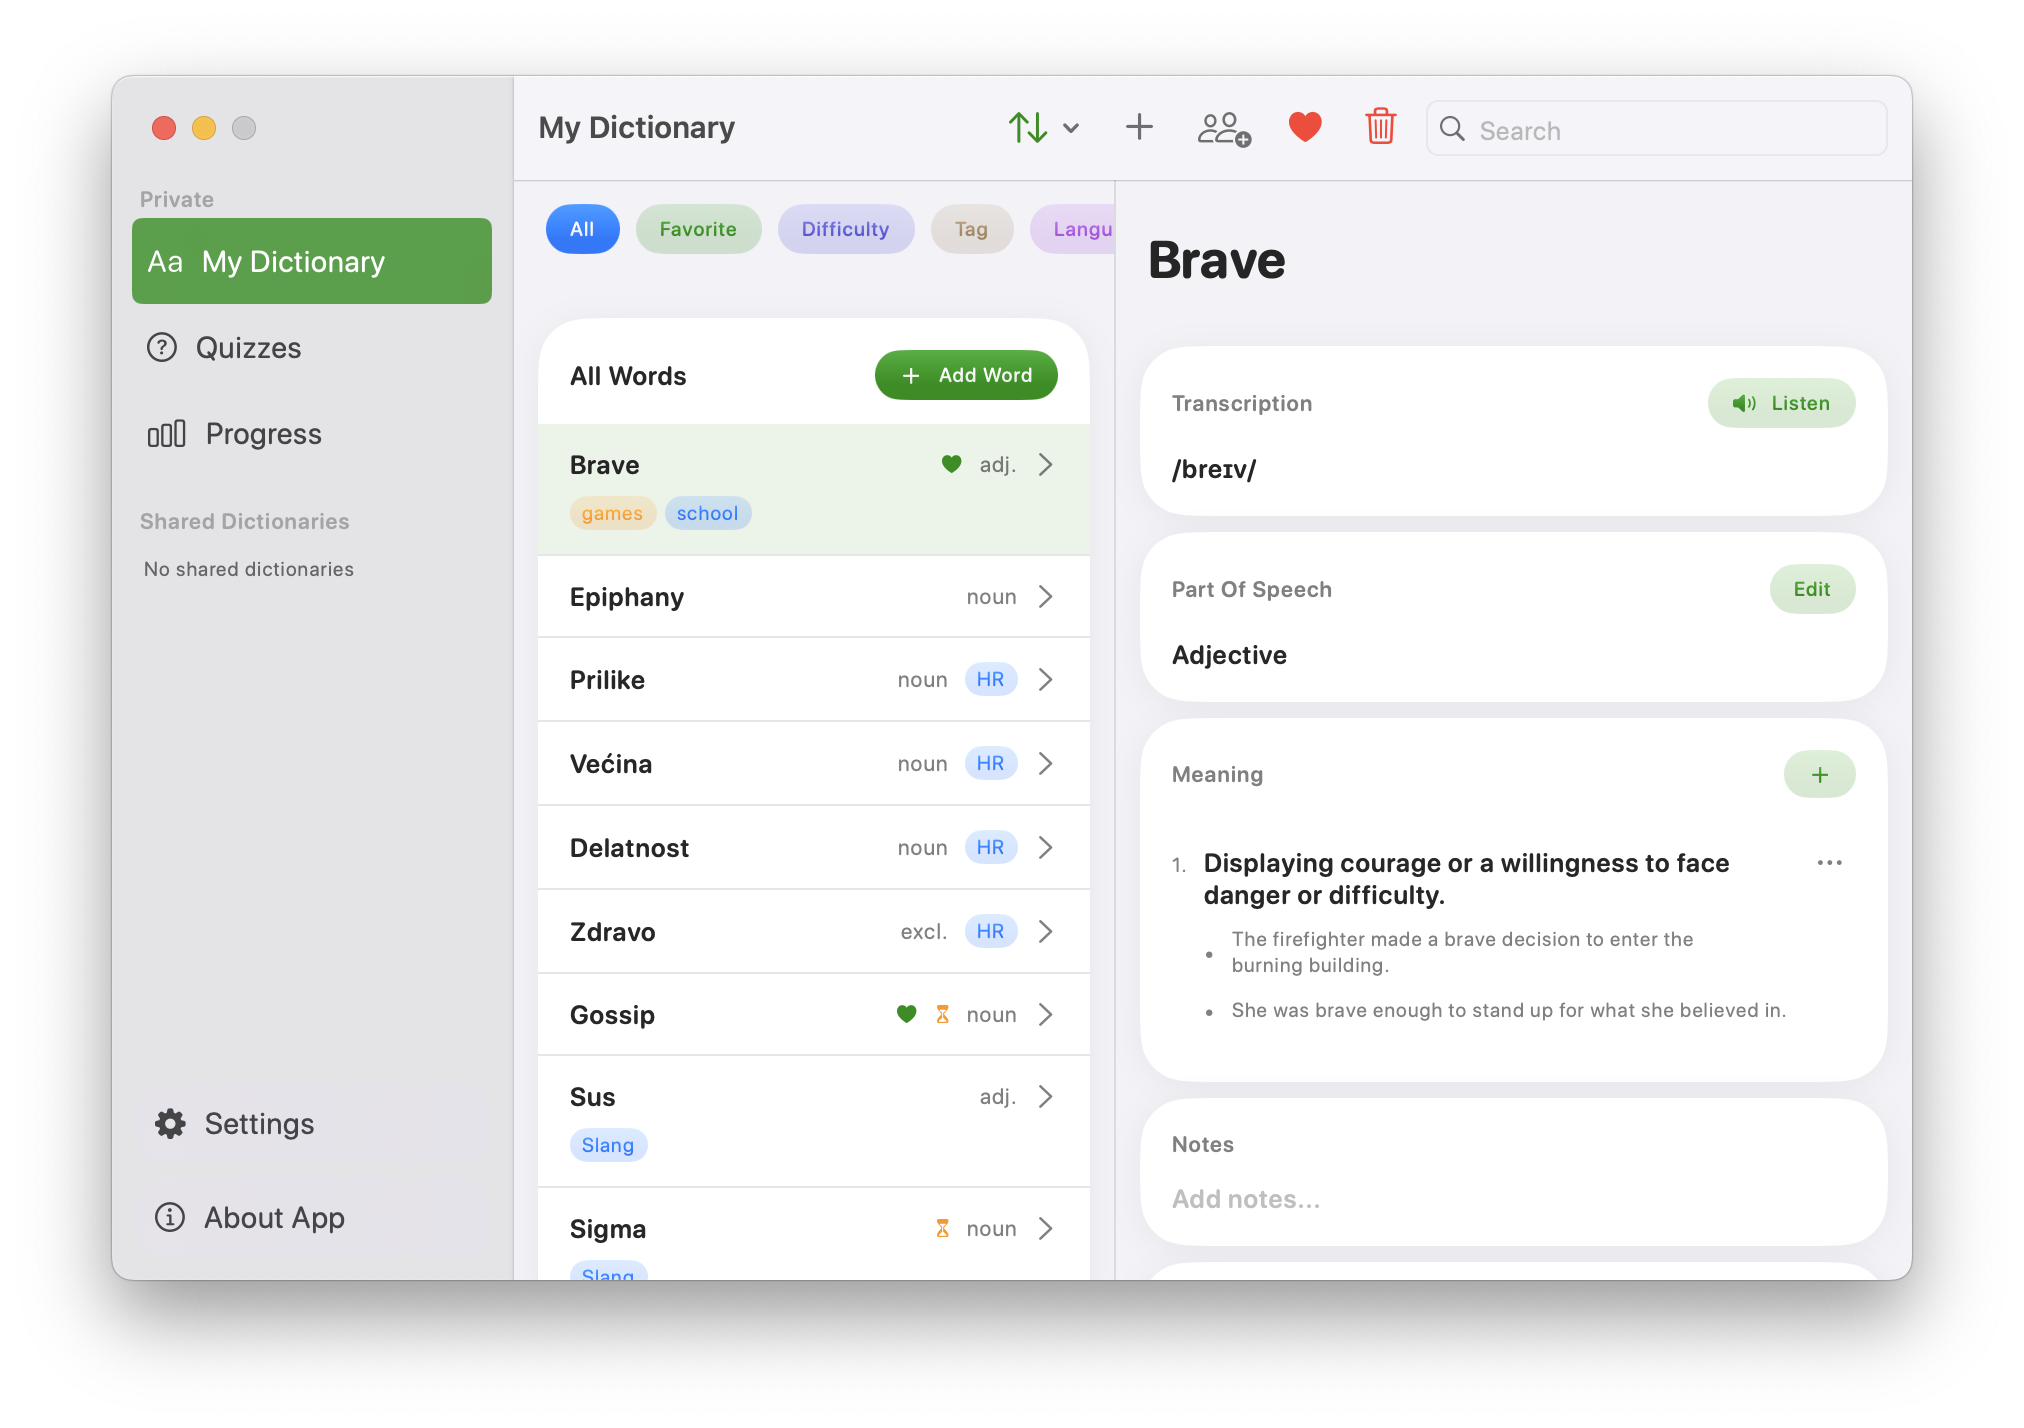 Private
Aa My Dictionary
Quizzes
Progress
Shared Dictionaries
No shared dictionaries
Settings
About App
My Dictionary
Search
All
Favorite
Difficulty
Tag
Langu
All Words
+ Add Word
Brave adj.
games school
Epiphany noun
Prilike noun HR
Većina noun HR
Delatnost noun HR
Zdravo excl. HR
Gossip noun
Sus adj.
Slang
Sigma noun
Slang
Brave
Transcription
Listen
/breɪv/
Part Of Speech
Edit
Adjective
Meaning
+
1. Displaying courage or a willingness to face
danger or difficulty.
• The firefighter made a brave decision to enter the
burning building.
• She was brave enough to stand up for what she believed in.
Notes
Add notes...